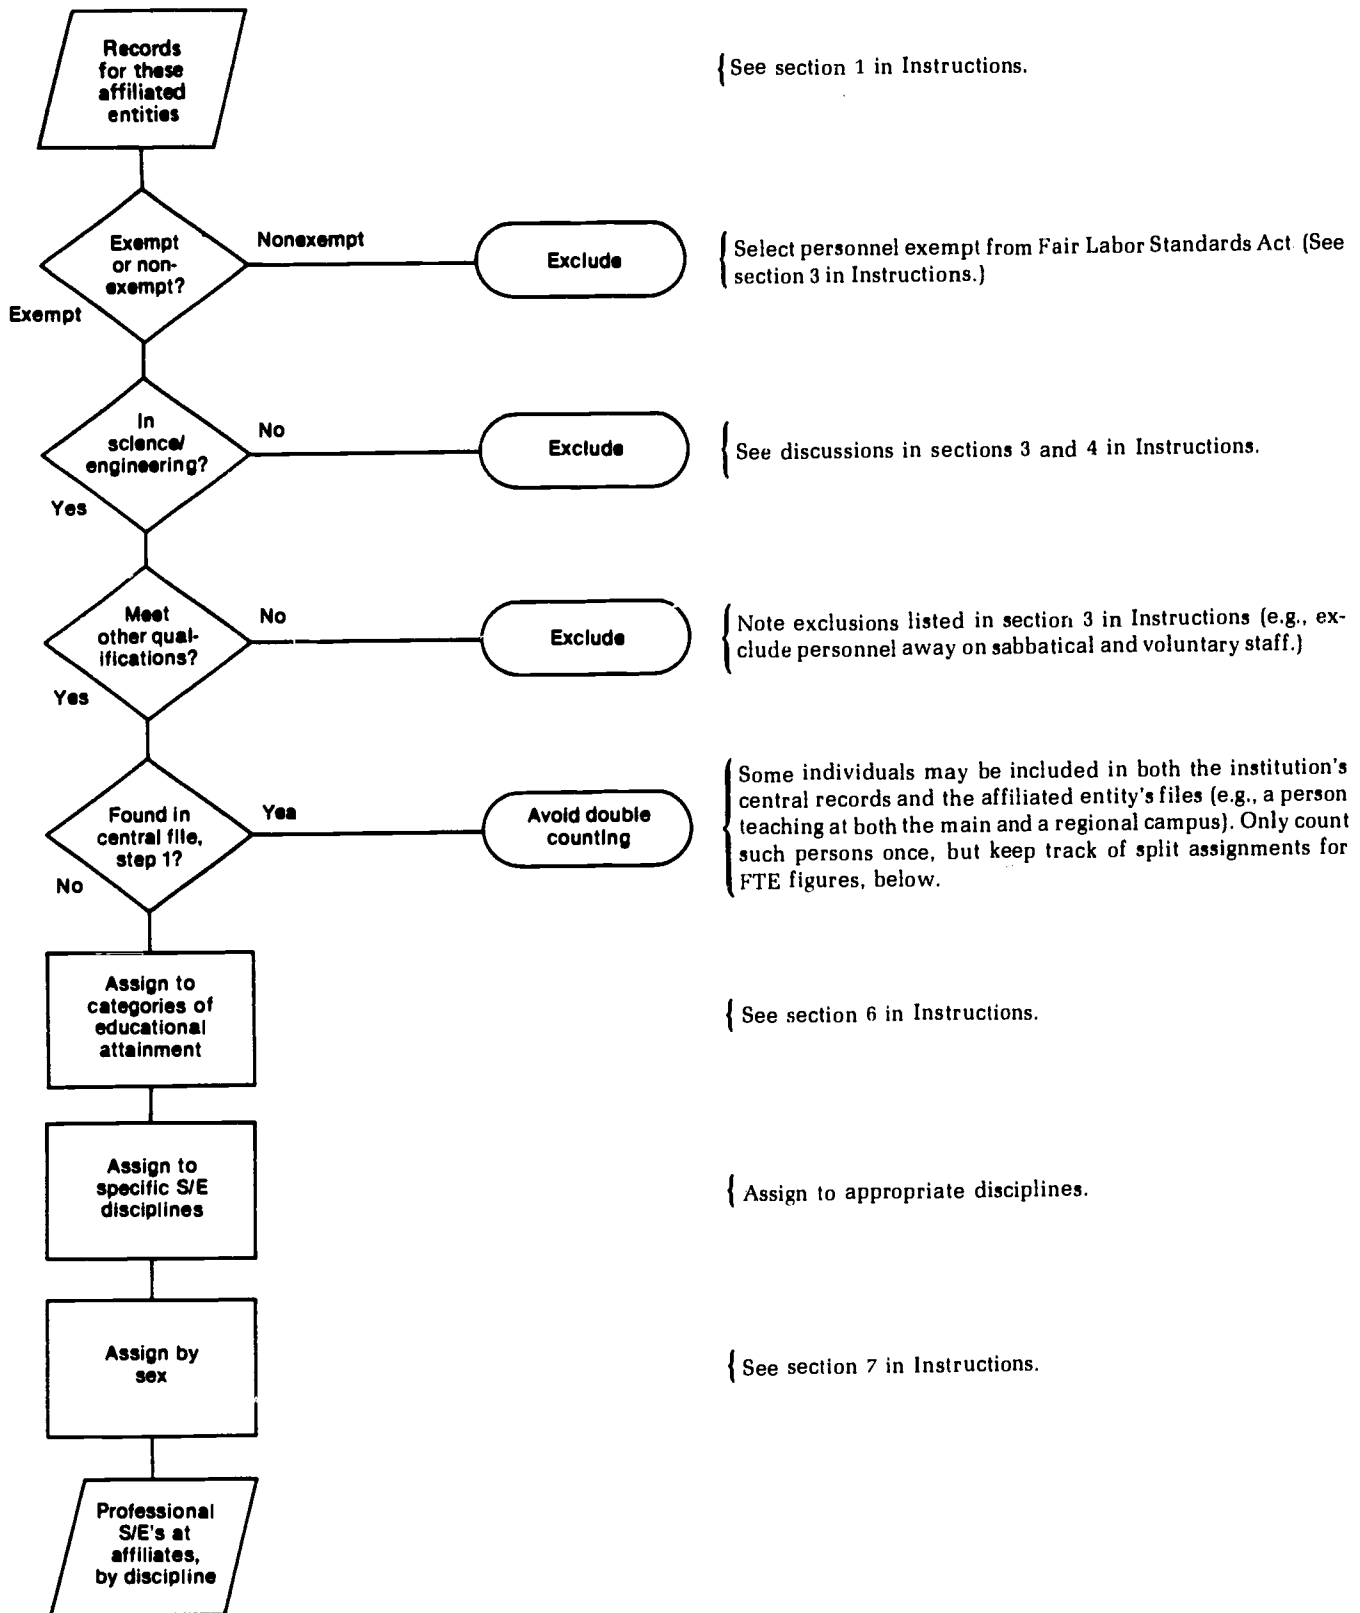 Records
for these
affiliated
entities
See section 1 in Instructions.
Exempt
or non-
exempt?
Nonexempt
Exclude
Select personnel exempt from Fair Labor Standards Act (See
section 3 in Instructions.)
Exempt
In
science/
engineering?
No
Exclude
See discussions in sections 3 and 4 in Instructions.
Yes
Meet
other qual-
ifications?
No
Exclude
Note exclusions listed in section 3 in Instructions (e.g., ex-
clude personnel away on sabbatical and voluntary staff.)
Yes
Found in
central file,
step 1?
Yea
Avoid double
counting
Some individuals may be included in both the institution's
central records and the affiliated entity's files (e.g., a person
teaching at both the main and a regional campus). Only count
such persons once, but keep track of split assignments for
FTE figures, below.
No
Assign to
categories of
educational
attainment
See section 6 in Instructions.
Assign to
specific S/E
disciplines
Assign to appropriate disciplines.
Assign by
sex
See section 7 in Instructions.
Professional
S/E's at
affiliates,
by discipline